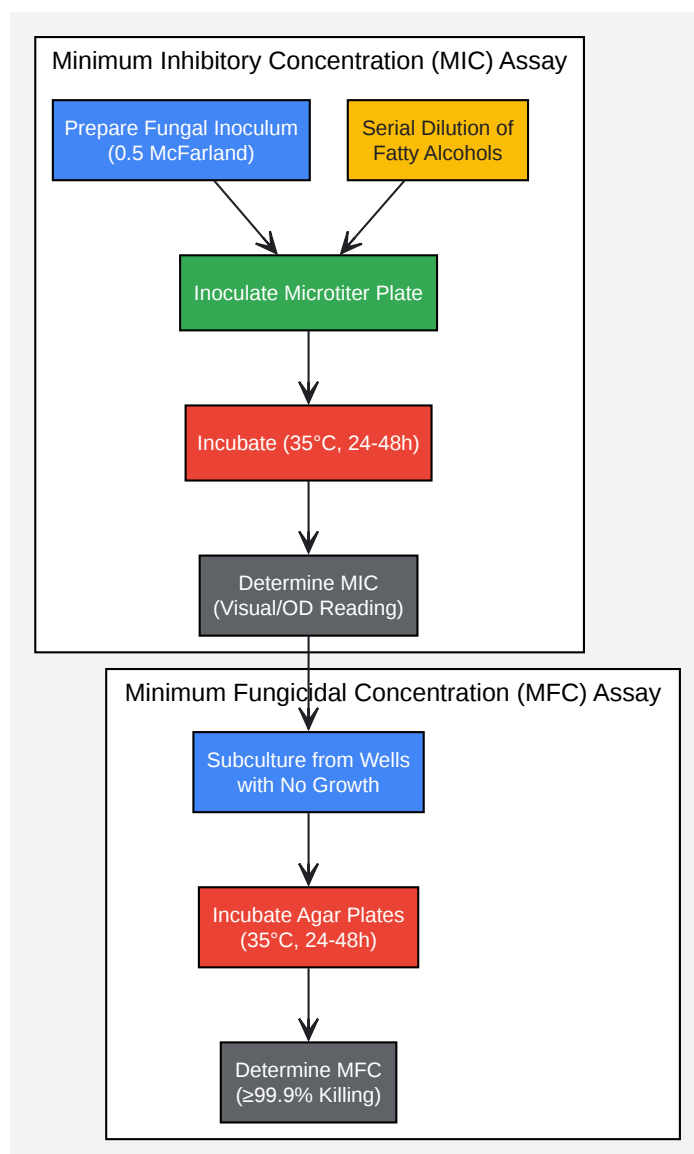 Minimum Inhibitory Concentration (MIC) Assay
Prepare Fungal Inoculum
(0.5 McFarland)
Serial Dilution of
Fatty Alcohols
Inoculate Microtiter Plate
Incubate (35°C, 24-48h)
Determine MIC
(Visual/OD Reading)
Minimum Fungicidal Concentration (MFC) Assay
Subculture from Wells
with No Growth
Incubate Agar Plates
(35°C, 24-48h)
Determine MFC
(≥99.9% Killing)